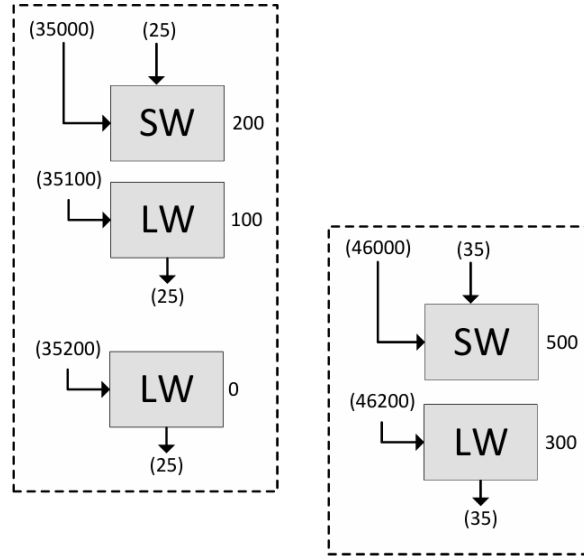 (35000) (25)
SW 200
(35100)
LW 100
(25)
(35200)
LW 0
(25)
(46000) (35)
SW 500
(46200)
LW 300
(35)